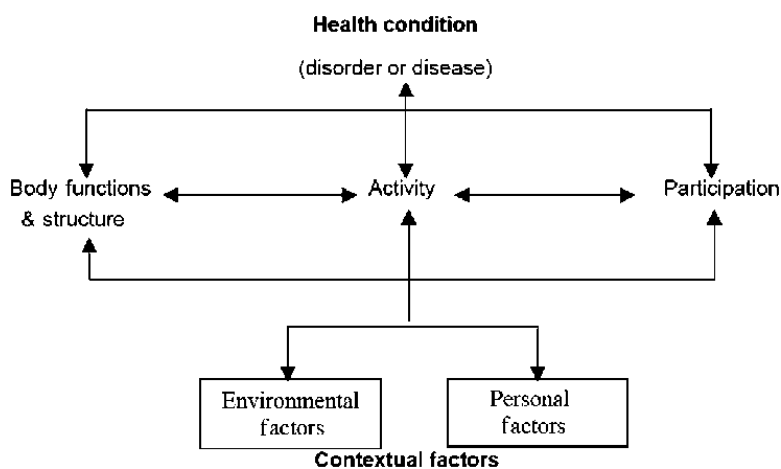 Health condition
(disorder or disease)
Body functions
& structure
Activity
Participation
Environmental
factors
Personal
factors
Contextual factors